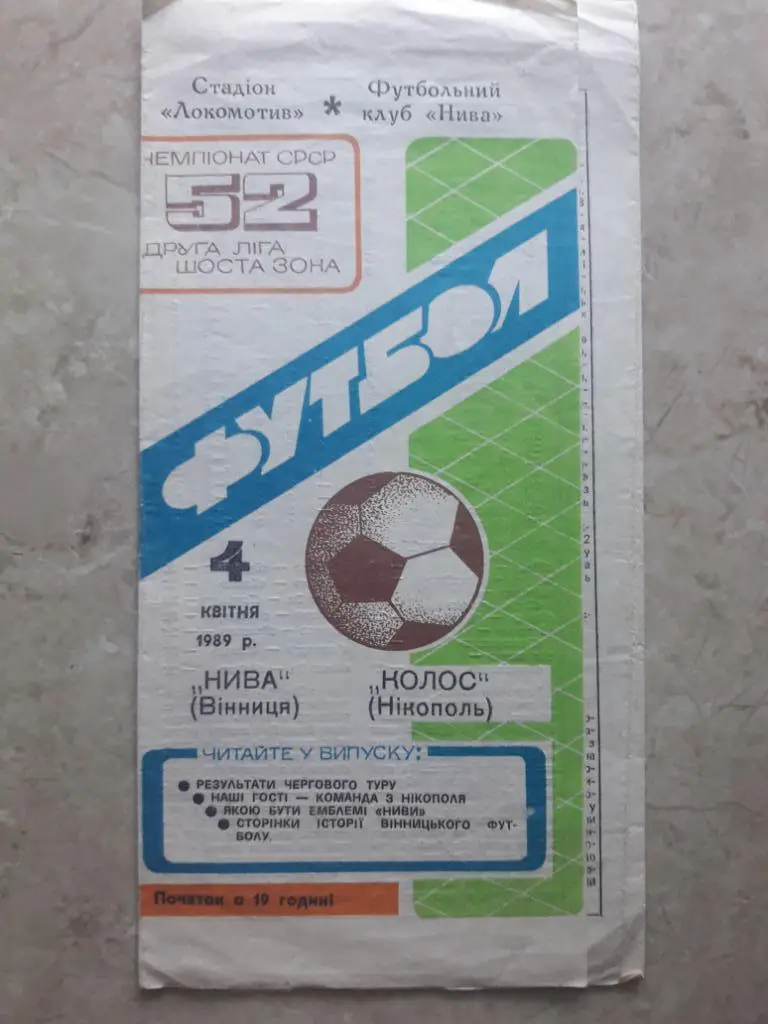 Стадіон
«Локомотив»
*
Футбольний
клуб «Нива»
ЧЕМПІОНАТ СРСР
52
ДРУГА ЛІГА
ШОСТА ЗОНА
ФУТБОЛ
4
КВІТНЯ
1989 р.
„НИВА“
(Вінниця)
„КОЛОС“
(Нікополь)
ЧИТАЙТЕ У ВИПУСКУ:
● РЕЗУЛЬТАТИ ЧЕРГОВОГО ТУРУ
● НАШІ ГОСТІ — КОМАНДА З НІКОПОЛЯ
● ЯКОЮ БУТИ ЕМБЛЕМІ «НИВИ»
● СТОРІНКИ ІСТОРІЇ ВІННИЦЬКОГО ФУТ-
БОЛУ.
Початок о 19 годині